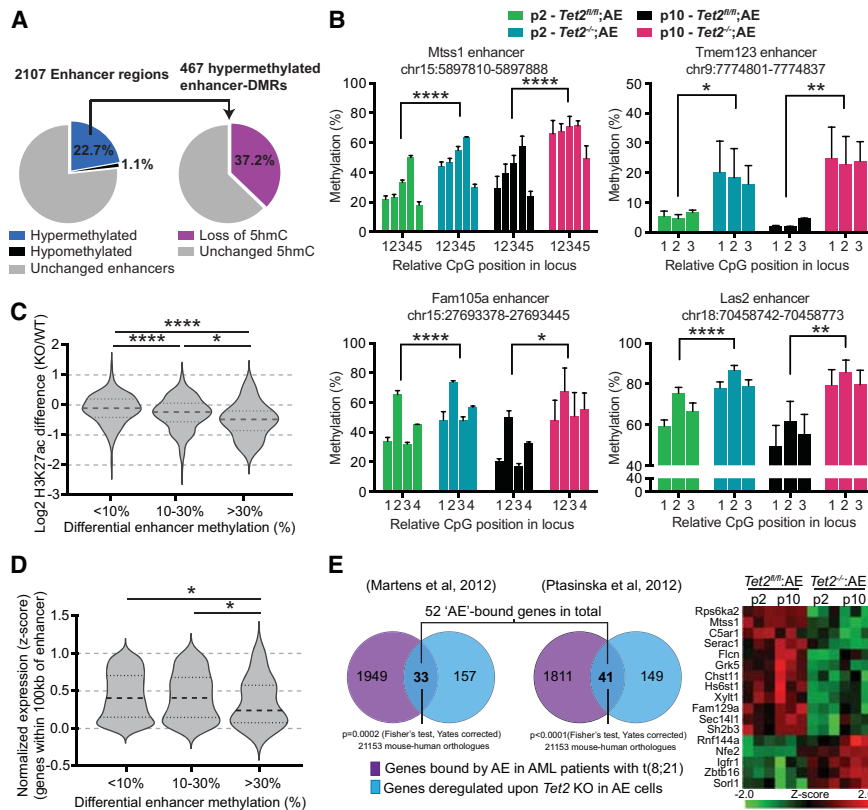 A
2107 Enhancer regions
467 hypermethylated
enhancer-DMRs
22.7%
1.1%
37.2%
Hypermethylated
Hypomethylated
Unchanged enhancers
Loss of 5hmC
Unchanged 5hmC
B
p2 - Tet2fl/fl;AE
p2 - Tet2-/-;AE
p10 - Tet2fl/fl;AE
p10 - Tet2-/-;AE
Mtss1 enhancer
chr15:5897810-5897888
Methylation (%)
100
80
60
40
20
0
****
****
12345 12345 12345 12345
Relative CpG position in locus
Tmem123 enhancer
chr9:7774801-7774837
Methylation (%)
50
40
30
20
10
0
*
**
1 2 3 1 2 3 1 2 3 1 2 3
Relative CpG position in locus
Fam105a enhancer
chr15:27693378-27693445
Methylation (%)
100
80
60
40
20
0
****
*
1234 1234 1234 1234
Relative CpG position in locus
Las2 enhancer
chr18:70458742-70458773
Methylation (%)
100
80
60
40
40
0
****
**
1 2 3 1 2 3 1 2 3 1 2 3
Relative CpG position in locus
C
Log2 H3K27ac difference (KO/WT)
2
1
0
-1
-2
-3
****
****
*
<10% 10-30% >30%
Differential enhancer methylation (%)
D
Normalized expression (z-score)
(genes within 100kb of enhancer)
1.5
1.0
0.5
0.0
-0.5
*
*
<10% 10-30% >30%
Differential enhancer methylation (%)
E
(Martens et al, 2012)
(Ptasinska et al, 2012)
52 'AE'-bound genes in total
1949 33 157
1811 41 149
p=0.0002 (Fisher's test, Yates corrected)
21153 mouse-human orthologues
p<0.0001(Fisher's test, Yates corrected)
21153 mouse-human orthologues
Genes bound by AE in AML patients with t(8;21)
Genes deregulated upon Tet2 KO in AE cells
Tet2fl/fl:AE Tet2-/-:AE
p2 p10 p2 p10
Rps6ka2
Mtss1
C5ar1
Serac1
Flcn
Grk5
Chst11
Hs6st1
Xylt1
Fam129a
Sec14l1
Sh2b3
Rnf144a
Nfe2
Igfr1
Zbtb16
Sorl1
-2.0 Z-score 2.